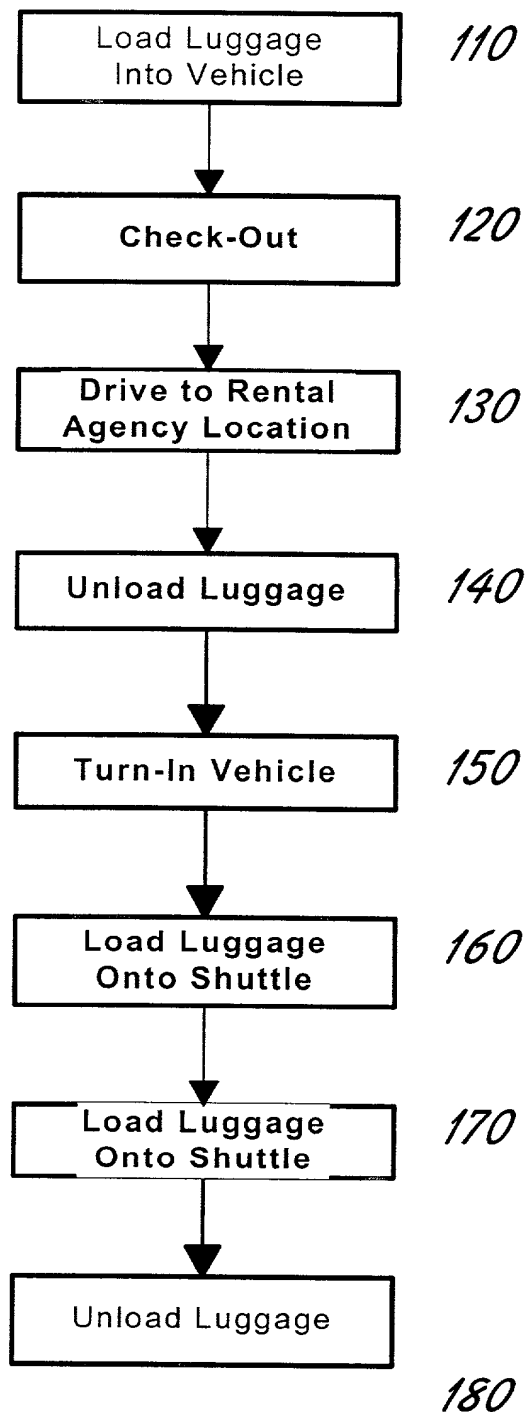 Load Luggage
Into Vehicle
110
Check-Out
120
Drive to Rental
Agency Location
130
Unload Luggage
140
Turn-In Vehicle
150
Load Luggage
Onto Shuttle
160
Load Luggage
Onto Shuttle
170
Unload Luggage
180